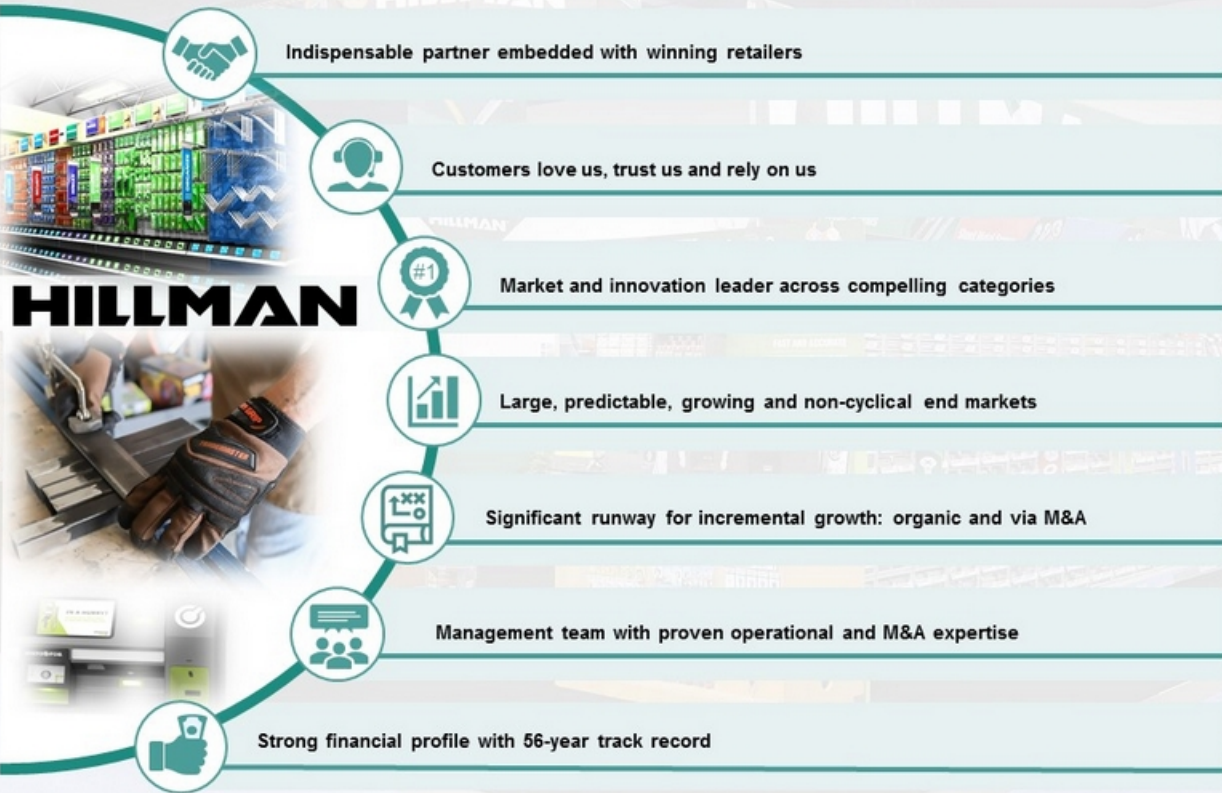 Indispensable partner embedded with winning retailers
Customers love us, trust us and rely on us
#1
Market and innovation leader across compelling categories
HILLMAN
Large, predictable, growing and non-cyclical end markets
Significant runway for incremental growth: organic and via M&A
Management team with proven operational and M&A expertise
Strong financial profile with 56-year track record